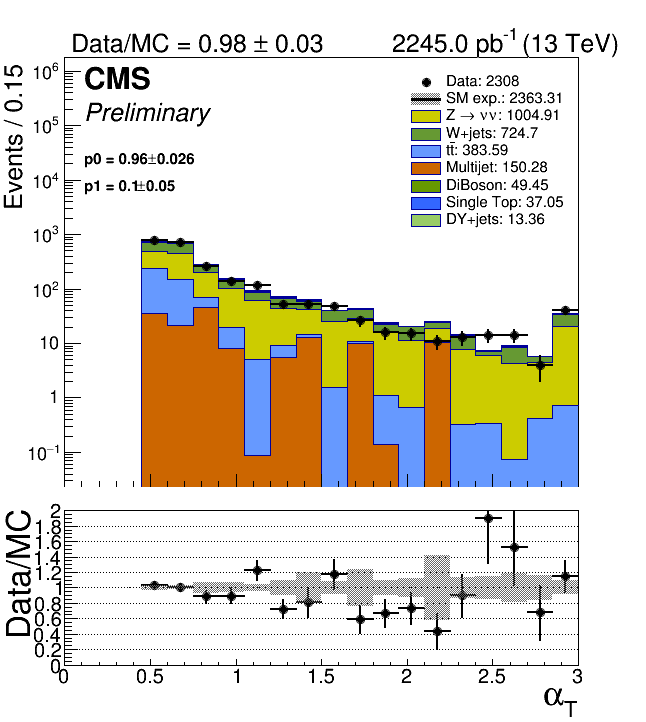 Data/MC = 0.98 ± 0.03 2245.0 pb⁻¹ (13 TeV)
Events / 0.15
CMS
Preliminary
p0 = 0.96±0.026
p1 = 0.1±0.05
Data: 2308
SM exp.: 2363.31
Z → νν: 1004.91
W+jets: 724.7
tt̄: 383.59
Multijet: 150.28
DiBoson: 49.45
Single Top: 37.05
DY+jets: 13.36
10⁶
10⁵
10⁴
10³
10²
10
1
10⁻¹
Data/MC
2
1.8
1.6
1.4
1.2
1
0.8
0.6
0.4
0.2
0
0 0.5 1 1.5 2 2.5 3
α_T